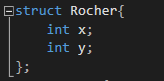 struct Rocher{
int x;
int y;
};